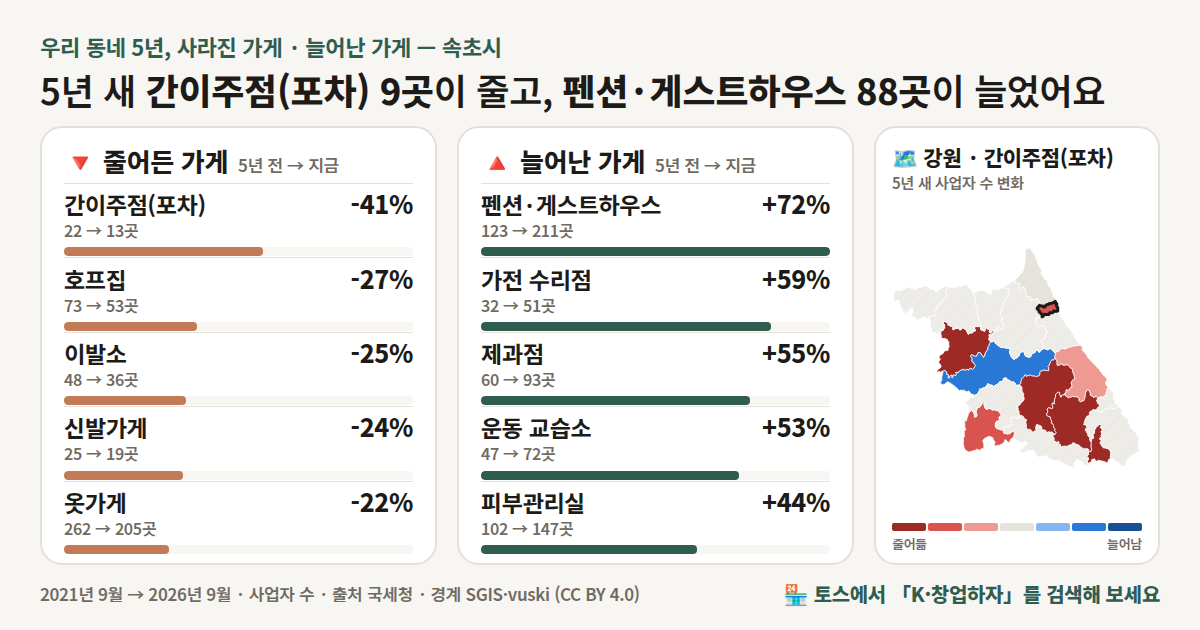 우리 동네 5년, 사라진 가게 · 늘어난 가게 — 속초시
5년 새 간이주점(포차) 9곳이 줄고, 펜션·게스트하우스 88곳이 늘었어요
🔻 줄어든 가게 5년 전 → 지금
간이주점(포차) -41%
22 → 13곳
호프집 -27%
73 → 53곳
이발소 -25%
48 → 36곳
신발가게 -24%
25 → 19곳
옷가게 -22%
262 → 205곳
🔺 늘어난 가게 5년 전 → 지금
펜션·게스트하우스 +72%
123 → 211곳
가전 수리점 +59%
32 → 51곳
제과점 +55%
60 → 93곳
운동 교습소 +53%
47 → 72곳
피부관리실 +44%
102 → 147곳
🗺️ 강원 · 간이주점(포차)
5년 새 사업자 수 변화
줄어듦 늘어남
2021년 9월 → 2026년 9월 · 사업자 수 · 출처 국세청 · 경계 SGIS·vuski (CC BY 4.0)
🏪 토스에서 「K·창업하자」를 검색해 보세요